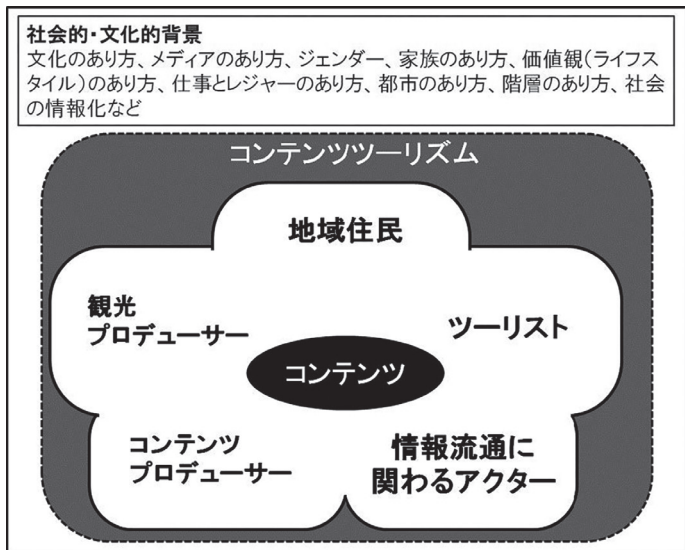 社会的・文化的背景
文化のあり方、メディアのあり方、ジェンダー、家族のあり方、価値観（ライフス
タイル）のあり方、仕事とレジャーのあり方、都市のあり方、階層のあり方、社会
の情報化など
コンテンツツーリズム
地域住民
観光
プロデューサー
ツーリスト
コンテンツ
コンテンツ
プロデューサー
情報流通に
関わるアクター